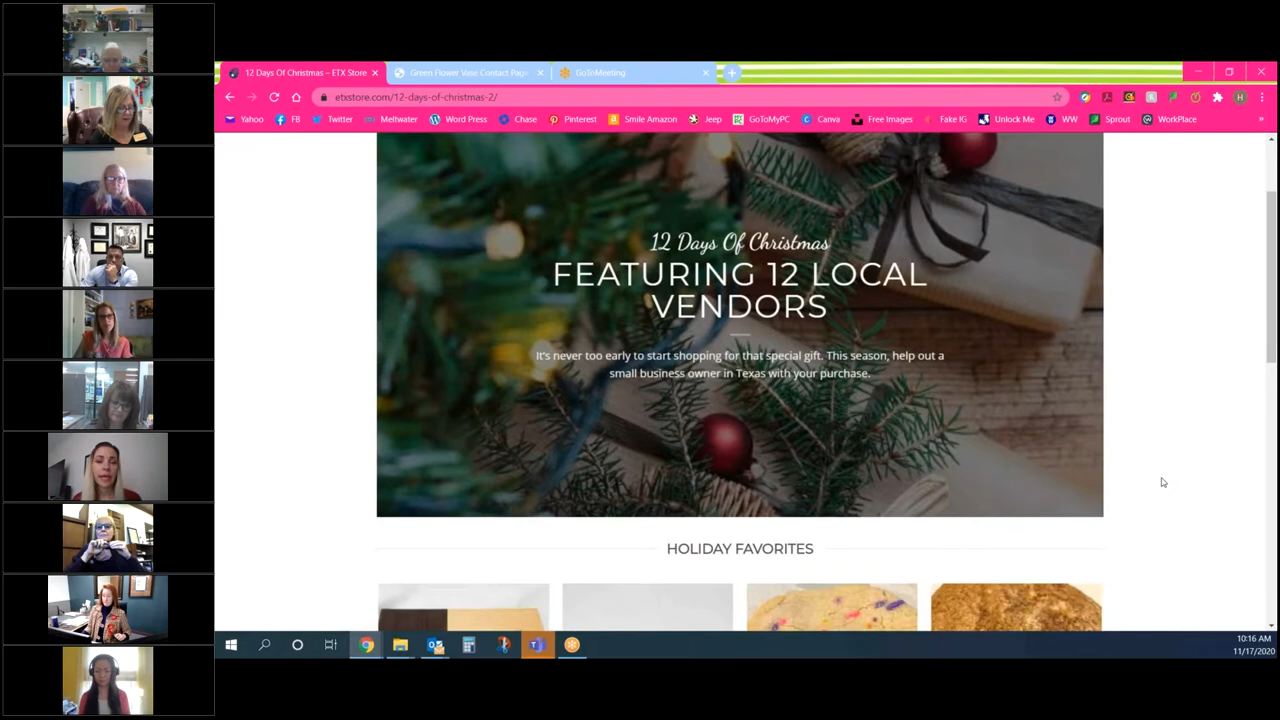 12 Days Of Christmas – ETX Store
Green Flower Vase Contact Page
GoToMeeting
etxstore.com/12-days-of-christmas-2/
Yahoo
FB
Twitter
Meltwater
Word Press
Chase
Pinterest
Smile Amazon
Jeep
GoToMyPC
Canva
Free Images
Fake IG
Unlock Me
WW
Sprout
WorkPlace
12 Days Of Christmas
FEATURING 12 LOCAL
VENDORS
It's never too early to start shopping for that special gift. This season, help out a
small business owner in Texas with your purchase.
HOLIDAY FAVORITES
10:16 AM
11/17/2020